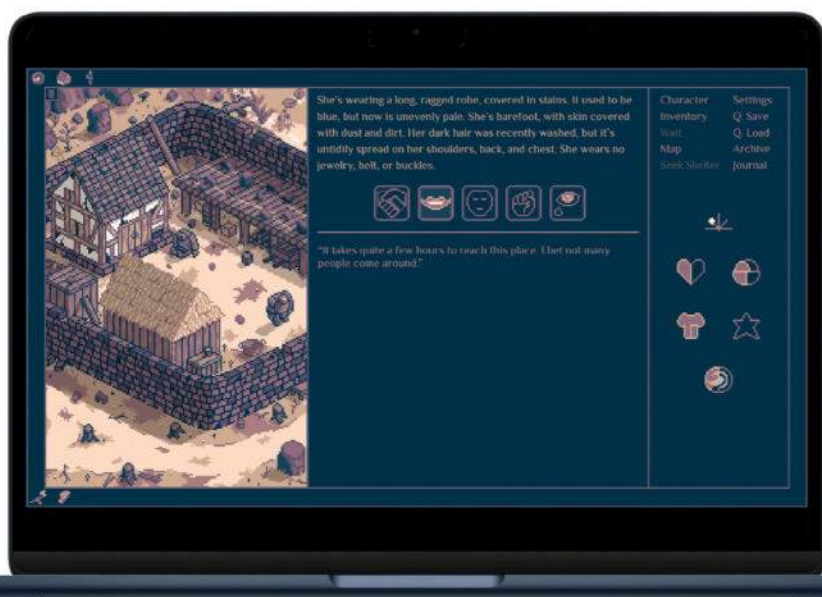 She's wearing a long, ragged robe, covered in stains. It used to be
blue, but now is unevenly pale. She's barefoot, with skin covered
with dust and dirt. Her dark hair was recently washed, but it's
untidily spread on her shoulders, back, and chest. She wears no
jewelry, belt, or buckles.
"It takes quite a few hours to reach this place. I bet not many
people come around."
Character Settings
Inventory Q. Save
Wait Q. Load
Map Archive
Seek Shelter Journal